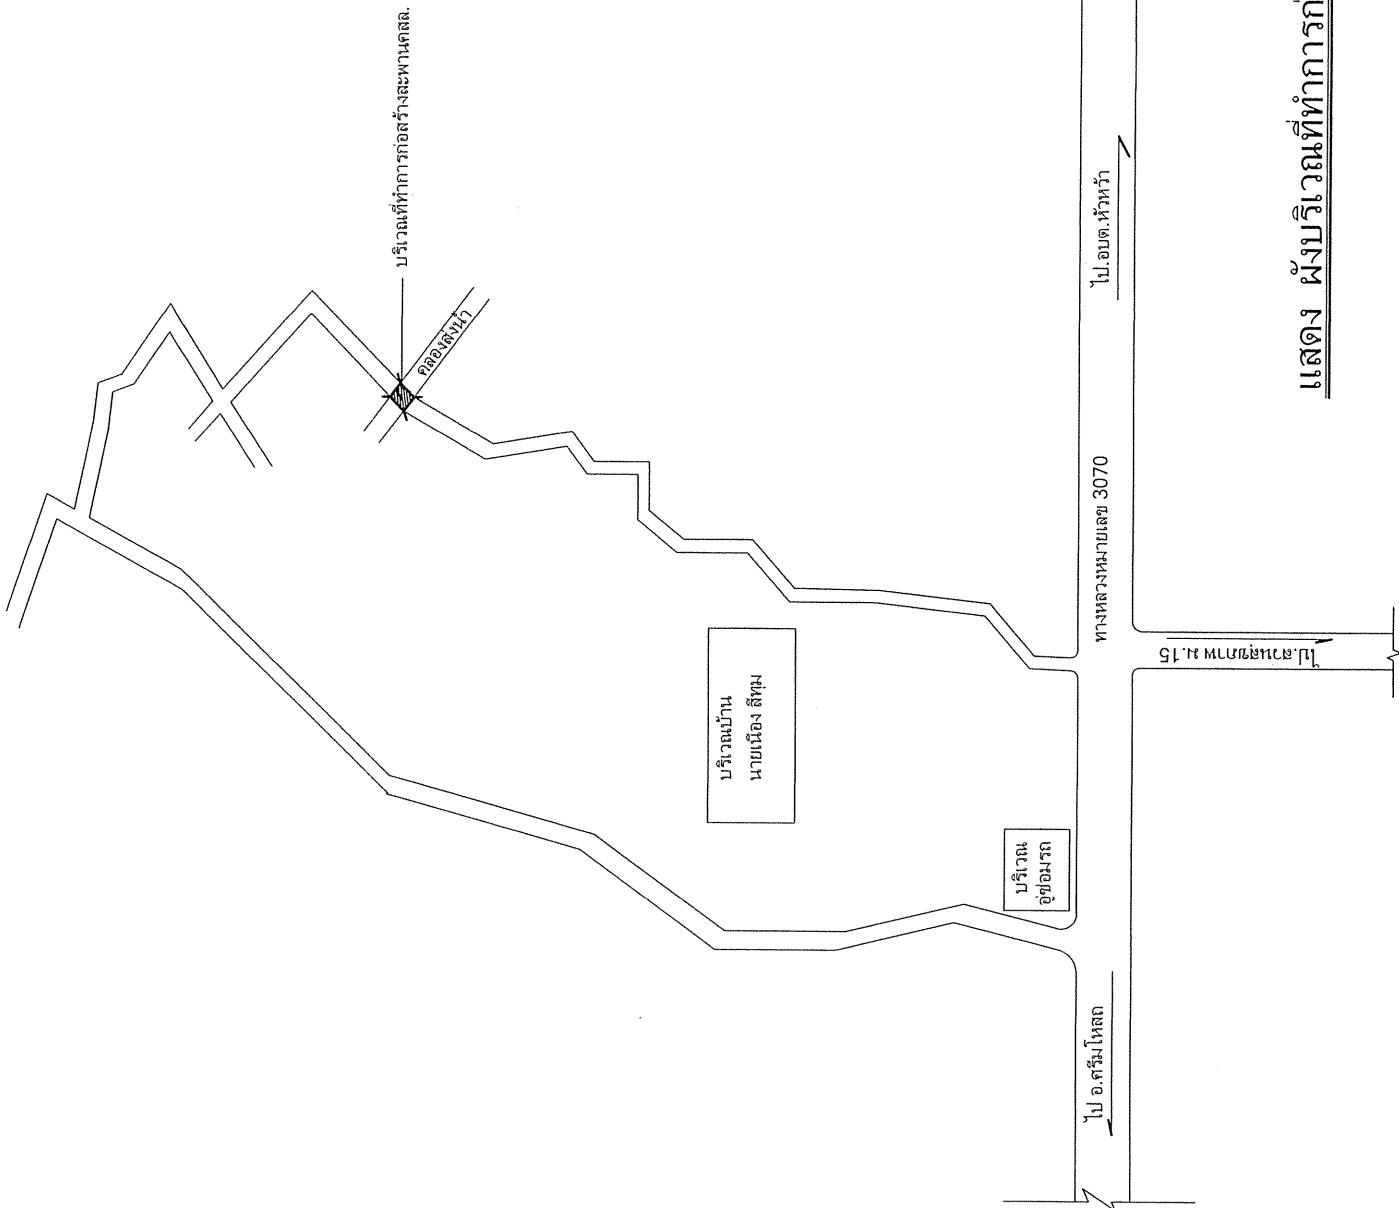 บริเวณที่ทำการก่อสร้างสะพานคสล.
คลองส่งน้ำ
บริเวณบ้าน
นายเนือง สีทุม
บริเวณ
อู่ซ่อมรถ
ไป อ.ศรีมโหสถ
ทางหลวงหมายเลข 3070
ไป.อบต.หัวหว้า
ไป.สวนสุขภาพ ม.15
แสดง ผังบริเวณที่ทำการก่